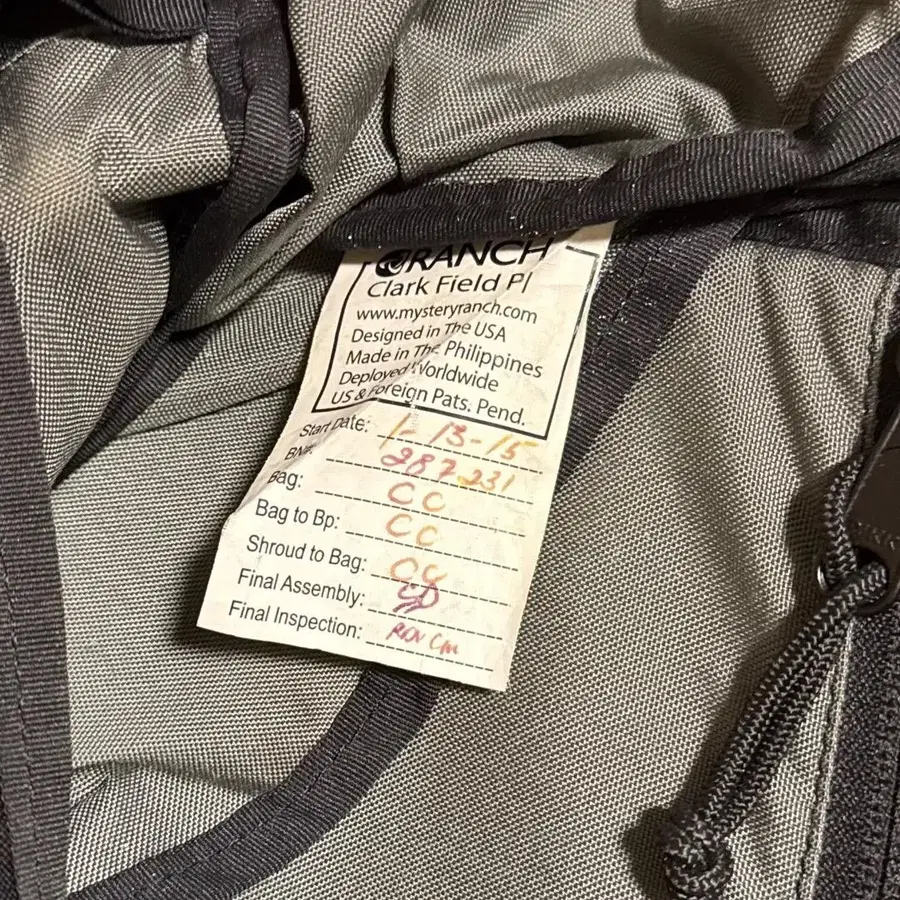 RANCH
Clark Field Pl
www.mysteryranch.com
Designed in The USA
Made in The Philippines
Deployed Worldwide
US & Foreign Pats. Pend.
Start Date: 1-13-15
BN#: 287231
Bag: CC
Bag to Bp: CC
Shroud to Bag: CC
Final Assembly:
Final Inspection: